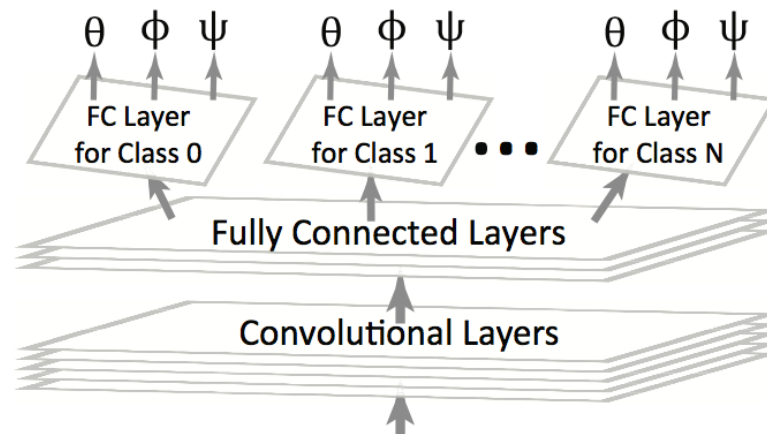 θ ϕ ψ θ ϕ ψ θ ϕ ψ
FC Layer
for Class 0
FC Layer
for Class 1
...
FC Layer
for Class N
Fully Connected Layers
Convolutional Layers